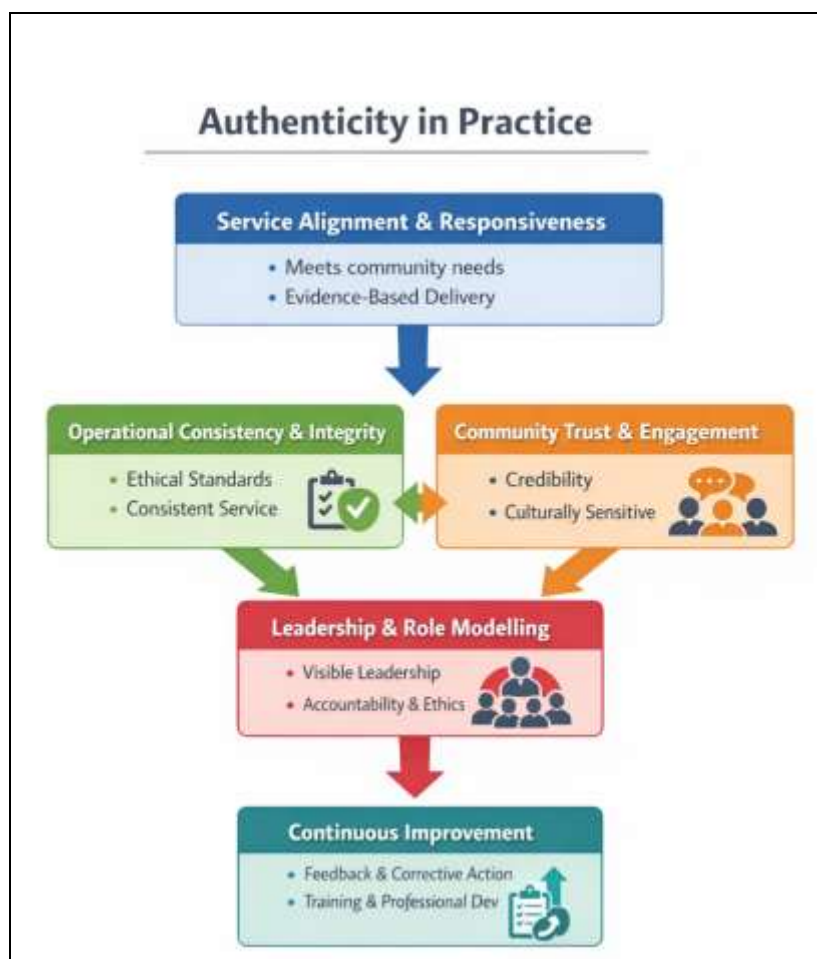 Authenticity in Practice
Service Alignment & Responsiveness
• Meets community needs
• Evidence-Based Delivery
Operational Consistency & Integrity
• Ethical Standards
• Consistent Service
Community Trust & Engagement
• Credibility
• Culturally Sensitive
Leadership & Role Modelling
• Visible Leadership
• Accountability & Ethics
Continuous Improvement
• Feedback & Corrective Action
• Training & Professional Dev